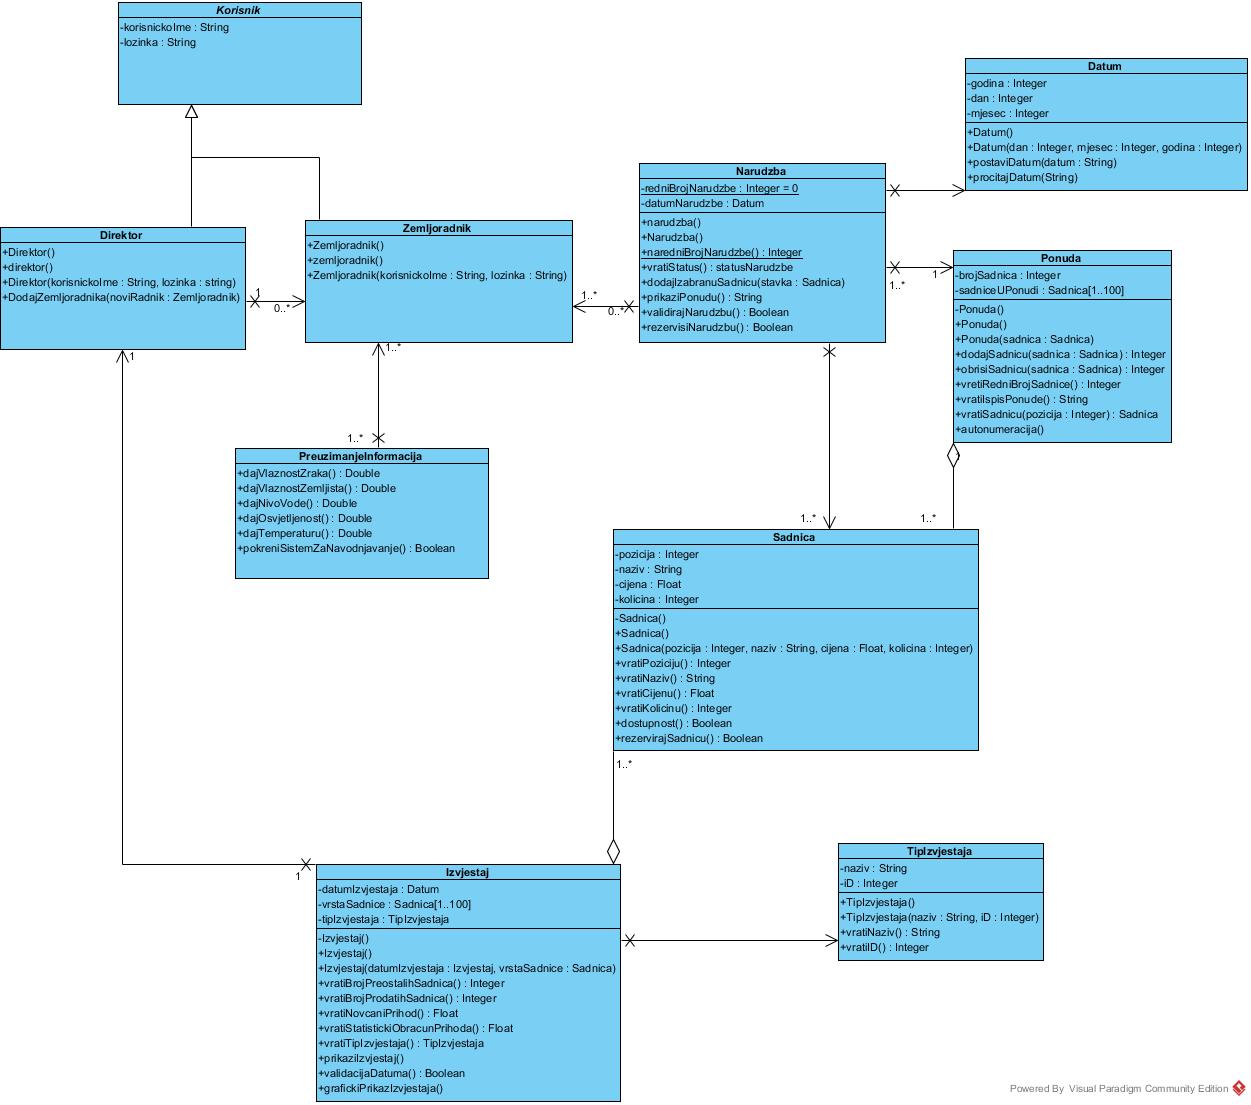 Korisnik
-korisnickoIme : String
-lozinka : String
Datum
-godina : Integer
-dan : Integer
-mjesec : Integer
+Datum()
+Datum(dan : Integer, mjesec : Integer, godina : Integer)
+postaviDatum(datum : String)
+procitajDatum(String)
Narudzba
-redniBrojNarudzbe : Integer = 0
-datumNarudzbe : Datum
+narudzba()
+Narudzba()
+naredniBrojNarudzbe() : Integer
+vratiStatus() : statusNarudzbe
+dodajIzabranuSadnicu(stavka : Sadnica)
+prikaziPonudu() : String
+validirajNarudzbu() : Boolean
+rezervisiNarudzbu() : Boolean
Direktor
+Direktor()
+direktor()
+Direktor(korisnickoIme : String, lozinka : string)
+DodajZemljoradnika(noviRadnik : Zemljoradnik)
1
0..*
Zemljoradnik
+Zemljoradnik()
+zemljoradnik()
+Zemljoradnik(korisnickoIme : String, lozinka : String)
1..*
0..*
1..*
1
Ponuda
-brojSadnica : Integer
-sadniceUPonudi : Sadnica[1..100]
-Ponuda()
+Ponuda()
+Ponuda(sadnica : Sadnica)
+dodajSadnicu(sadnica : Sadnica) : Integer
+obrisiSadnicu(sadnica : Sadnica) : Integer
+vretiRedniBrojSadnice() : Integer
+vratiIspisPonude() : String
+vratiSadnicu(pozicija : Integer) : Sadnica
+autonumeracija()
1
1..*
1..*
PreuzimanjeInformacija
+dajVlaznostZraka() : Double
+dajVlaznostZemljista() : Double
+dajNivoVode() : Double
+dajOsvjetljenost() : Double
+dajTemperaturu() : Double
+pokreniSistemZaNavodnjavanje() : Boolean
1..*
1..*
Sadnica
-pozicija : Integer
-naziv : String
-cijena : Float
-kolicina : Integer
-Sadnica()
+Sadnica()
+Sadnica(pozicija : Integer, naziv : String, cijena : Float, kolicina : Integer)
+vratiPoziciju() : Integer
+vratiNaziv() : String
+vratiCijenu() : Float
+vratiKolicinu() : Integer
+dostupnost() : Boolean
+rezervirajSadnicu() : Boolean
1..*
1
Izvjestaj
-datumIzvjestaja : Datum
-vrstaSadnice : Sadnica[1..100]
-tipIzvjestaja : TipIzvjestaja
-Izvjestaj()
+Izvjestaj()
+Izvjestaj(datumIzvjestaja : Izvjestaj, vrstaSadnice : Sadnica)
+vratiBrojPreostalihSadnica() : Integer
+vratiBrojProdatihSadnica() : Integer
+vratiNovcaniPrihod() : Float
+vratiStatistickiObracunPrihoda() : Float
+vratiTipIzvjestaja() : TipIzvjestaja
+prikaziIzvjestaj()
+validacijaDatuma() : Boolean
+grafickiPrikazIzvjestaja()
TipIzvjestaja
-naziv : String
-iD : Integer
+TipIzvjestaja()
+TipIzvjestaja(naziv : String, iD : Integer)
+vratiNaziv() : String
+vratiID() : Integer
Powered By Visual Paradigm Community Edition